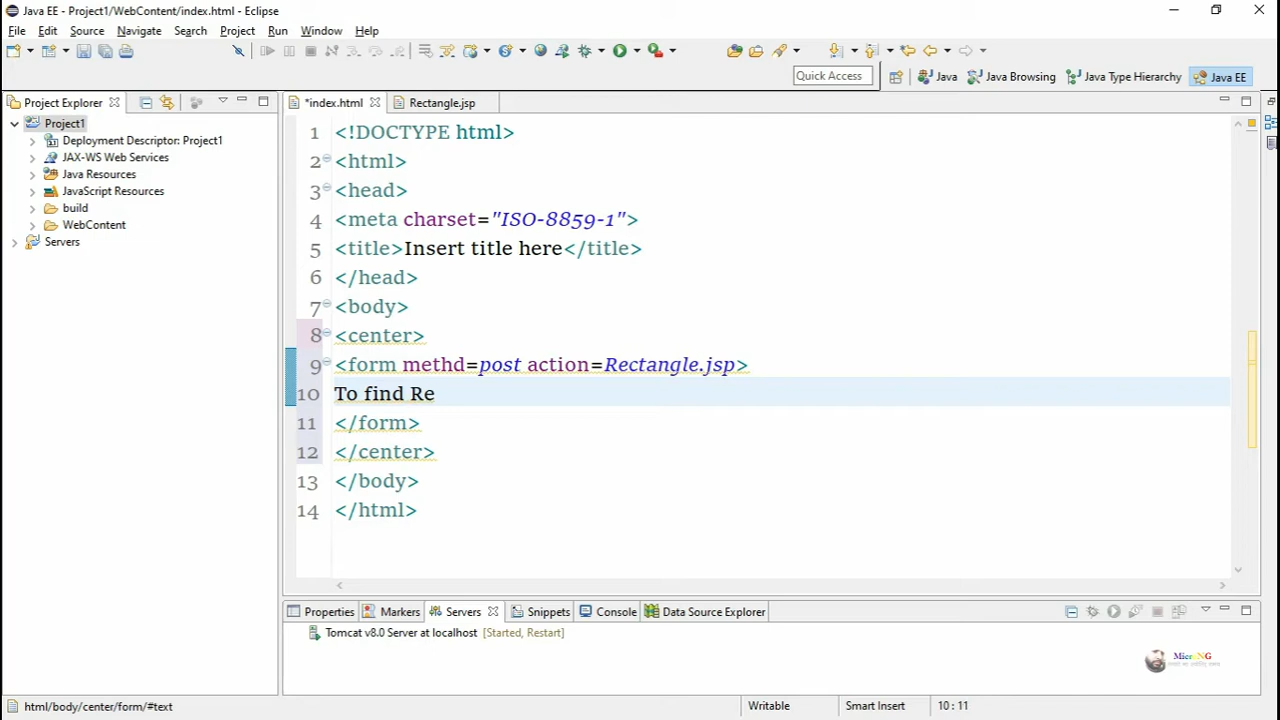 Java EE - Project1/WebContent/index.html - Eclipse
File Edit Source Navigate Search Project Run Window Help
Quick Access Java Java Browsing Java Type Hierarchy Java EE
Project Explorer
Project1
Deployment Descriptor: Project1
JAX-WS Web Services
Java Resources
JavaScript Resources
build
WebContent
Servers
*index.html Rectangle.jsp
1 <!DOCTYPE html>
2 <html>
3 <head>
4 <meta charset="ISO-8859-1">
5 <title>Insert title here</title>
6 </head>
7 <body>
8 <center>
9 <form methd=post action=Rectangle.jsp>
10 To find Re
11 </form>
12 </center>
13 </body>
14 </html>
Properties Markers Servers Snippets Console Data Source Explorer
Tomcat v8.0 Server at localhost [Started, Restart]
MicroNG
html/body/center/form/#text Writable Smart Insert 10 : 11